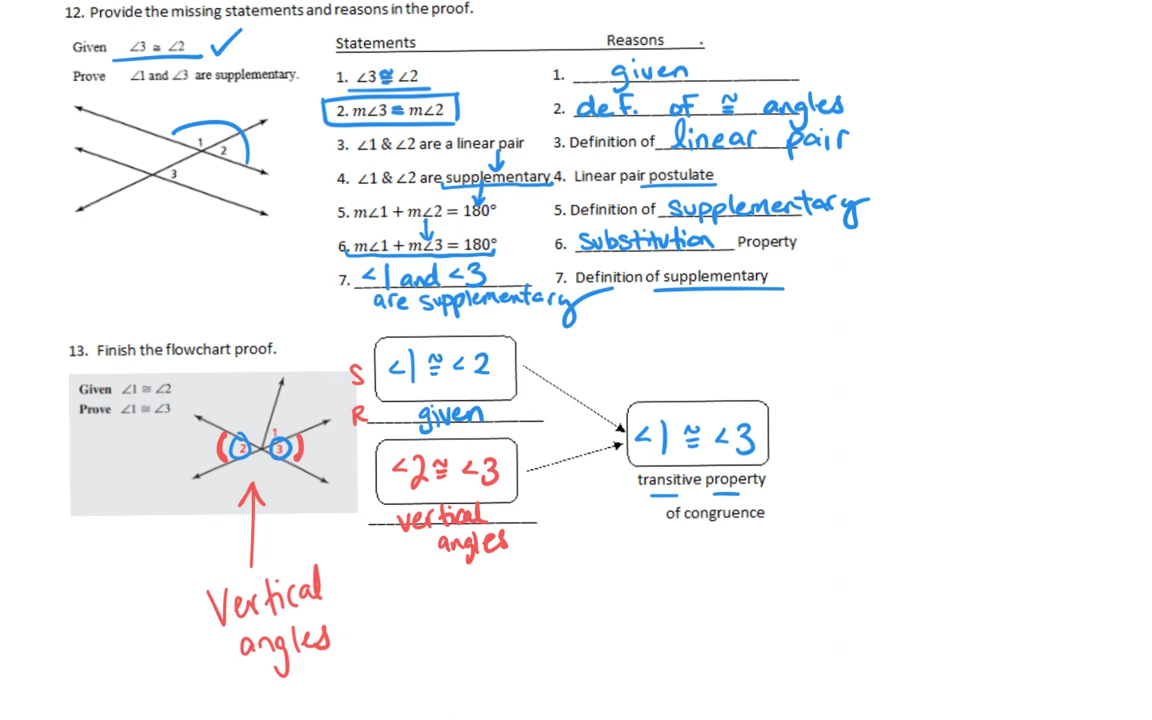 12. Provide the missing statements and reasons in the proof.
Given ∠3 ≅ ∠2
Prove ∠1 and ∠3 are supplementary.
1
2
3
Statements
Reasons .
1. ∠3 ≅ ∠2
1. given
2. m∠3 = m∠2
2. def. of ≅ angles
3. ∠1 & ∠2 are a linear pair
3. Definition of linear pair
4. ∠1 & ∠2 are supplementary
4. Linear pair postulate
5. m∠1 + m∠2 = 180°
5. Definition of supplementary
6. m∠1 + m∠3 = 180°
6. substitution Property
7. <1 and <3
are supplementary
7. Definition of supplementary
13. Finish the flowchart proof.
Given ∠1 ≅ ∠2
Prove ∠1 ≅ ∠3
1
2
3
Vertical
angles
S <1 ≅ <2
R given
<2 ≅ <3
vertical
angles
<1 ≅ <3
transitive property
of congruence